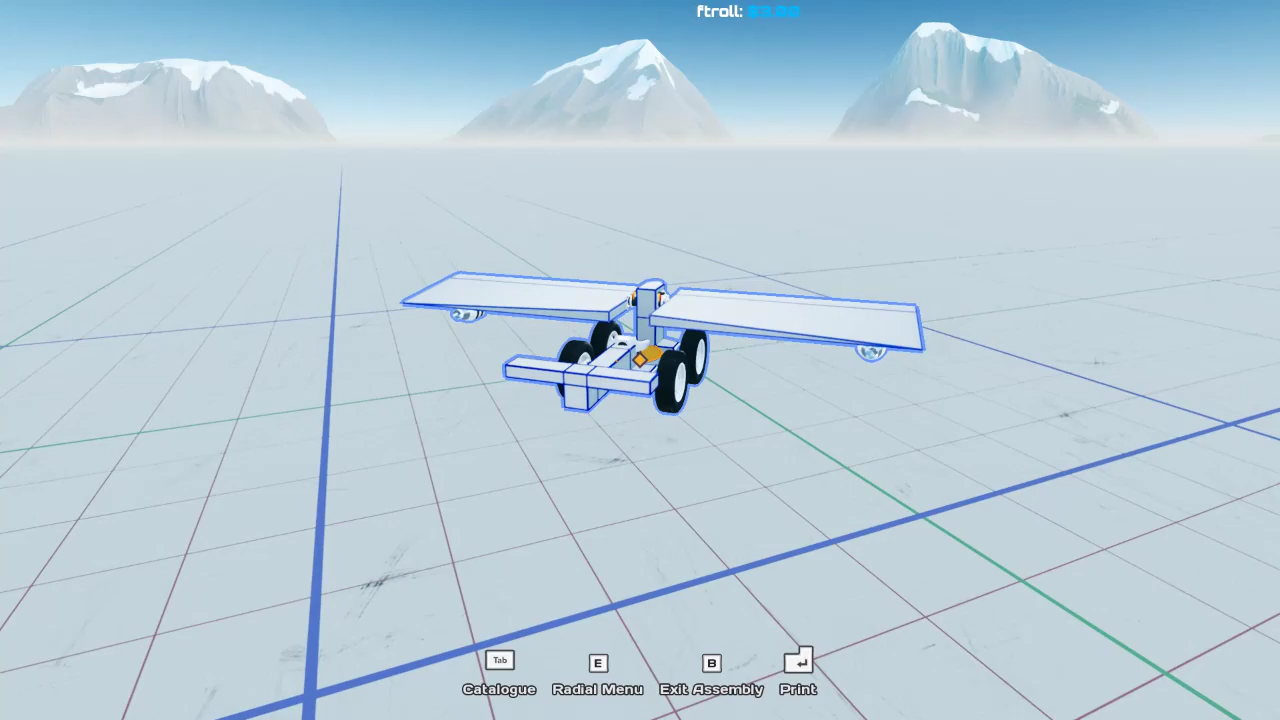 ftroll:
Tab
E
B
Catalogue
Radial Menu
Exit Assembly
Print